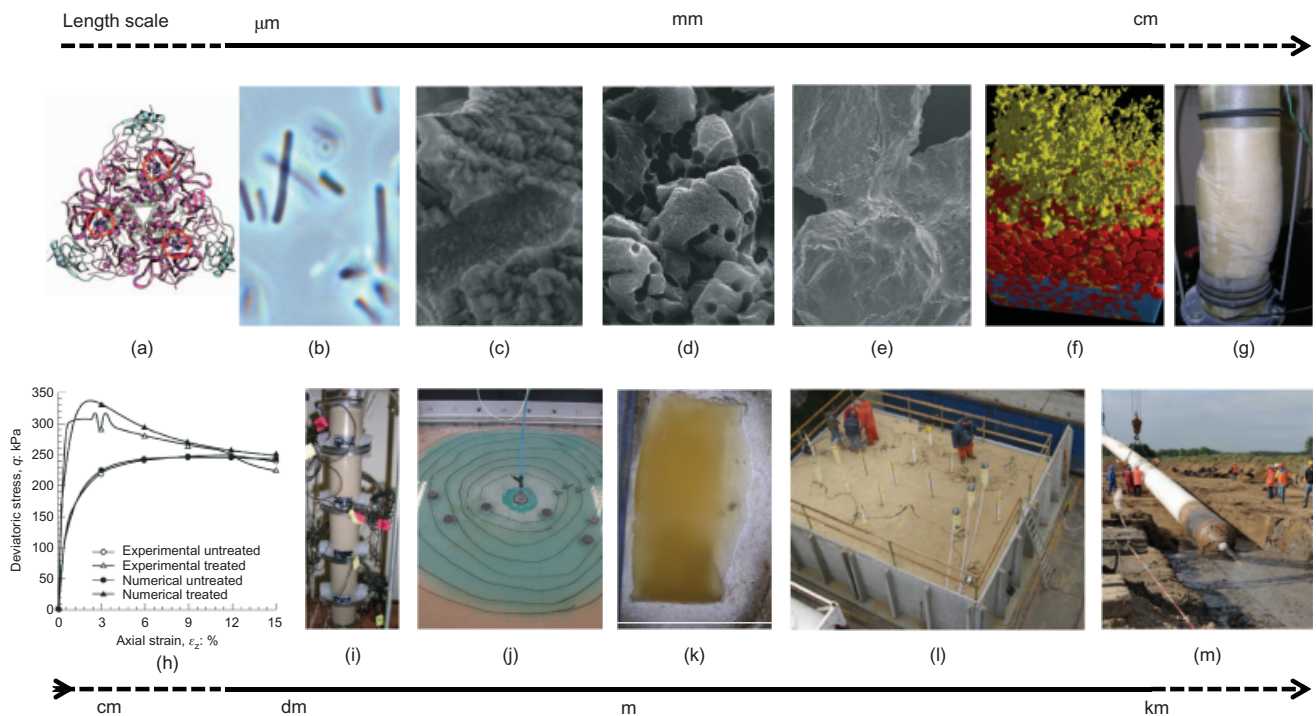 Length scale
μm
mm
cm
(a)
(b)
(c)
(d)
(e)
(f)
(g)
350
300
250
200
150
100
50
0
Deviatoric stress, q: kPa
Experimental untreated
Experimental treated
Numerical untreated
Numerical treated
0 3 6 9 12 15
Axial strain, εz: %
(h)
(i)
(j)
(k)
(l)
(m)
cm
dm
m
km